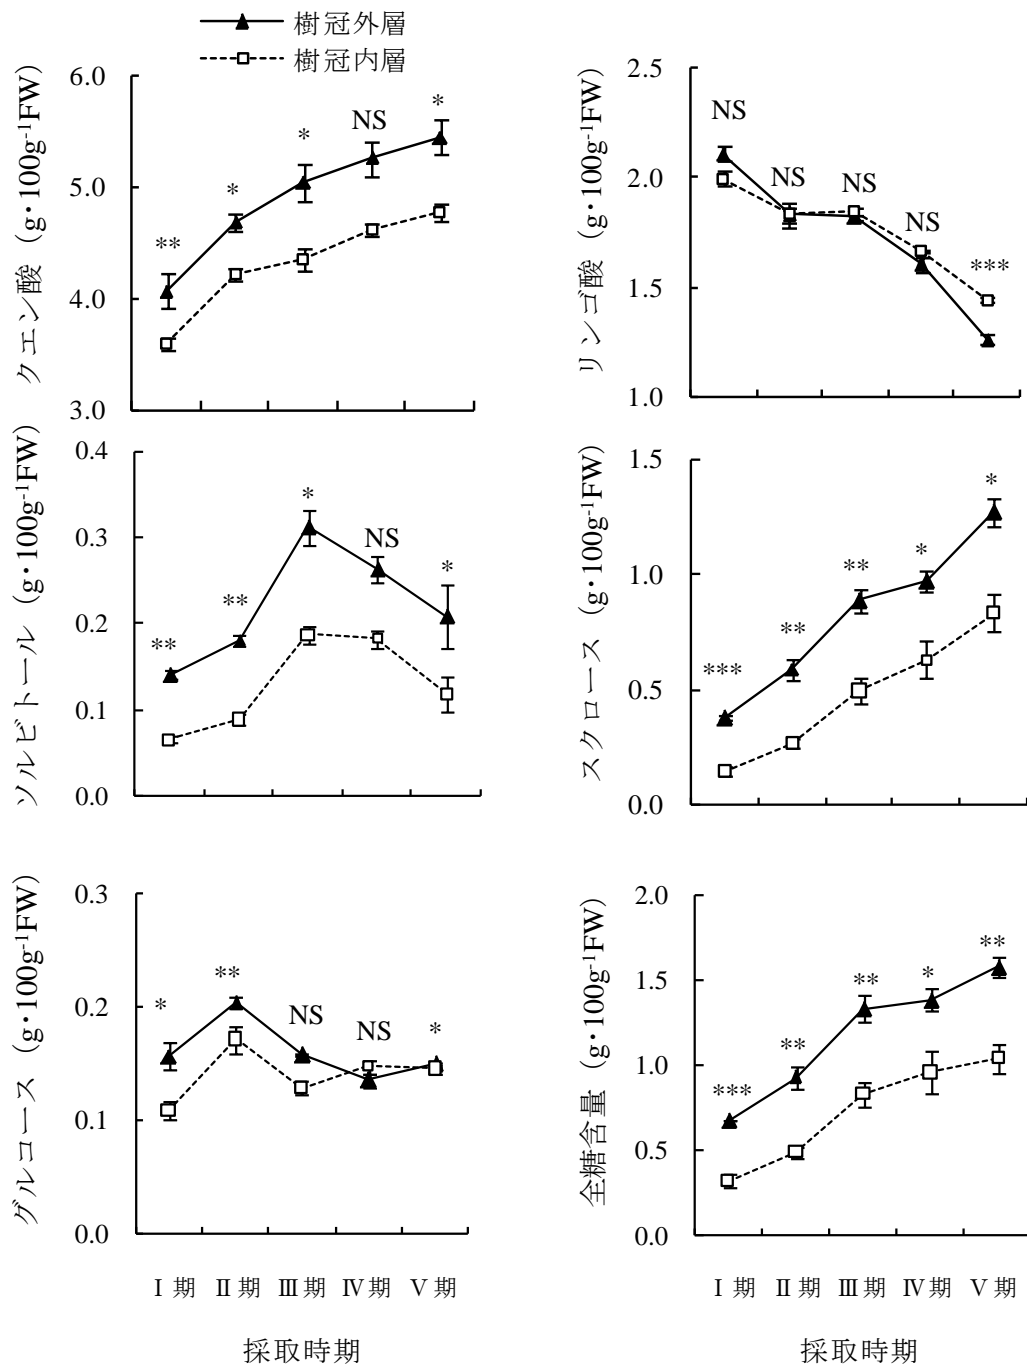 樹冠外層
樹冠内層
クエン酸 (g・100g-1FW)
6.0
5.0
4.0
3.0
**
*
*
NS
*
リンゴ酸 (g・100g-1FW)
2.5
2.0
1.5
1.0
NS
NS
NS
NS
***
ソルビトール (g・100g-1FW)
0.4
0.3
0.2
0.1
0.0
**
**
*
NS
*
スクロース (g・100g-1FW)
1.5
1.0
0.5
0.0
***
**
**
*
*
グルコース (g・100g-1FW)
0.3
0.2
0.1
0.0
*
**
NS
NS
*
Ⅰ期 Ⅱ期 Ⅲ期 Ⅳ期 Ⅴ期
採取時期
全糖含量 (g・100g-1FW)
2.0
1.5
1.0
0.5
0.0
***
**
**
*
**
Ⅰ期 Ⅱ期 Ⅲ期 Ⅳ期 Ⅴ期
採取時期